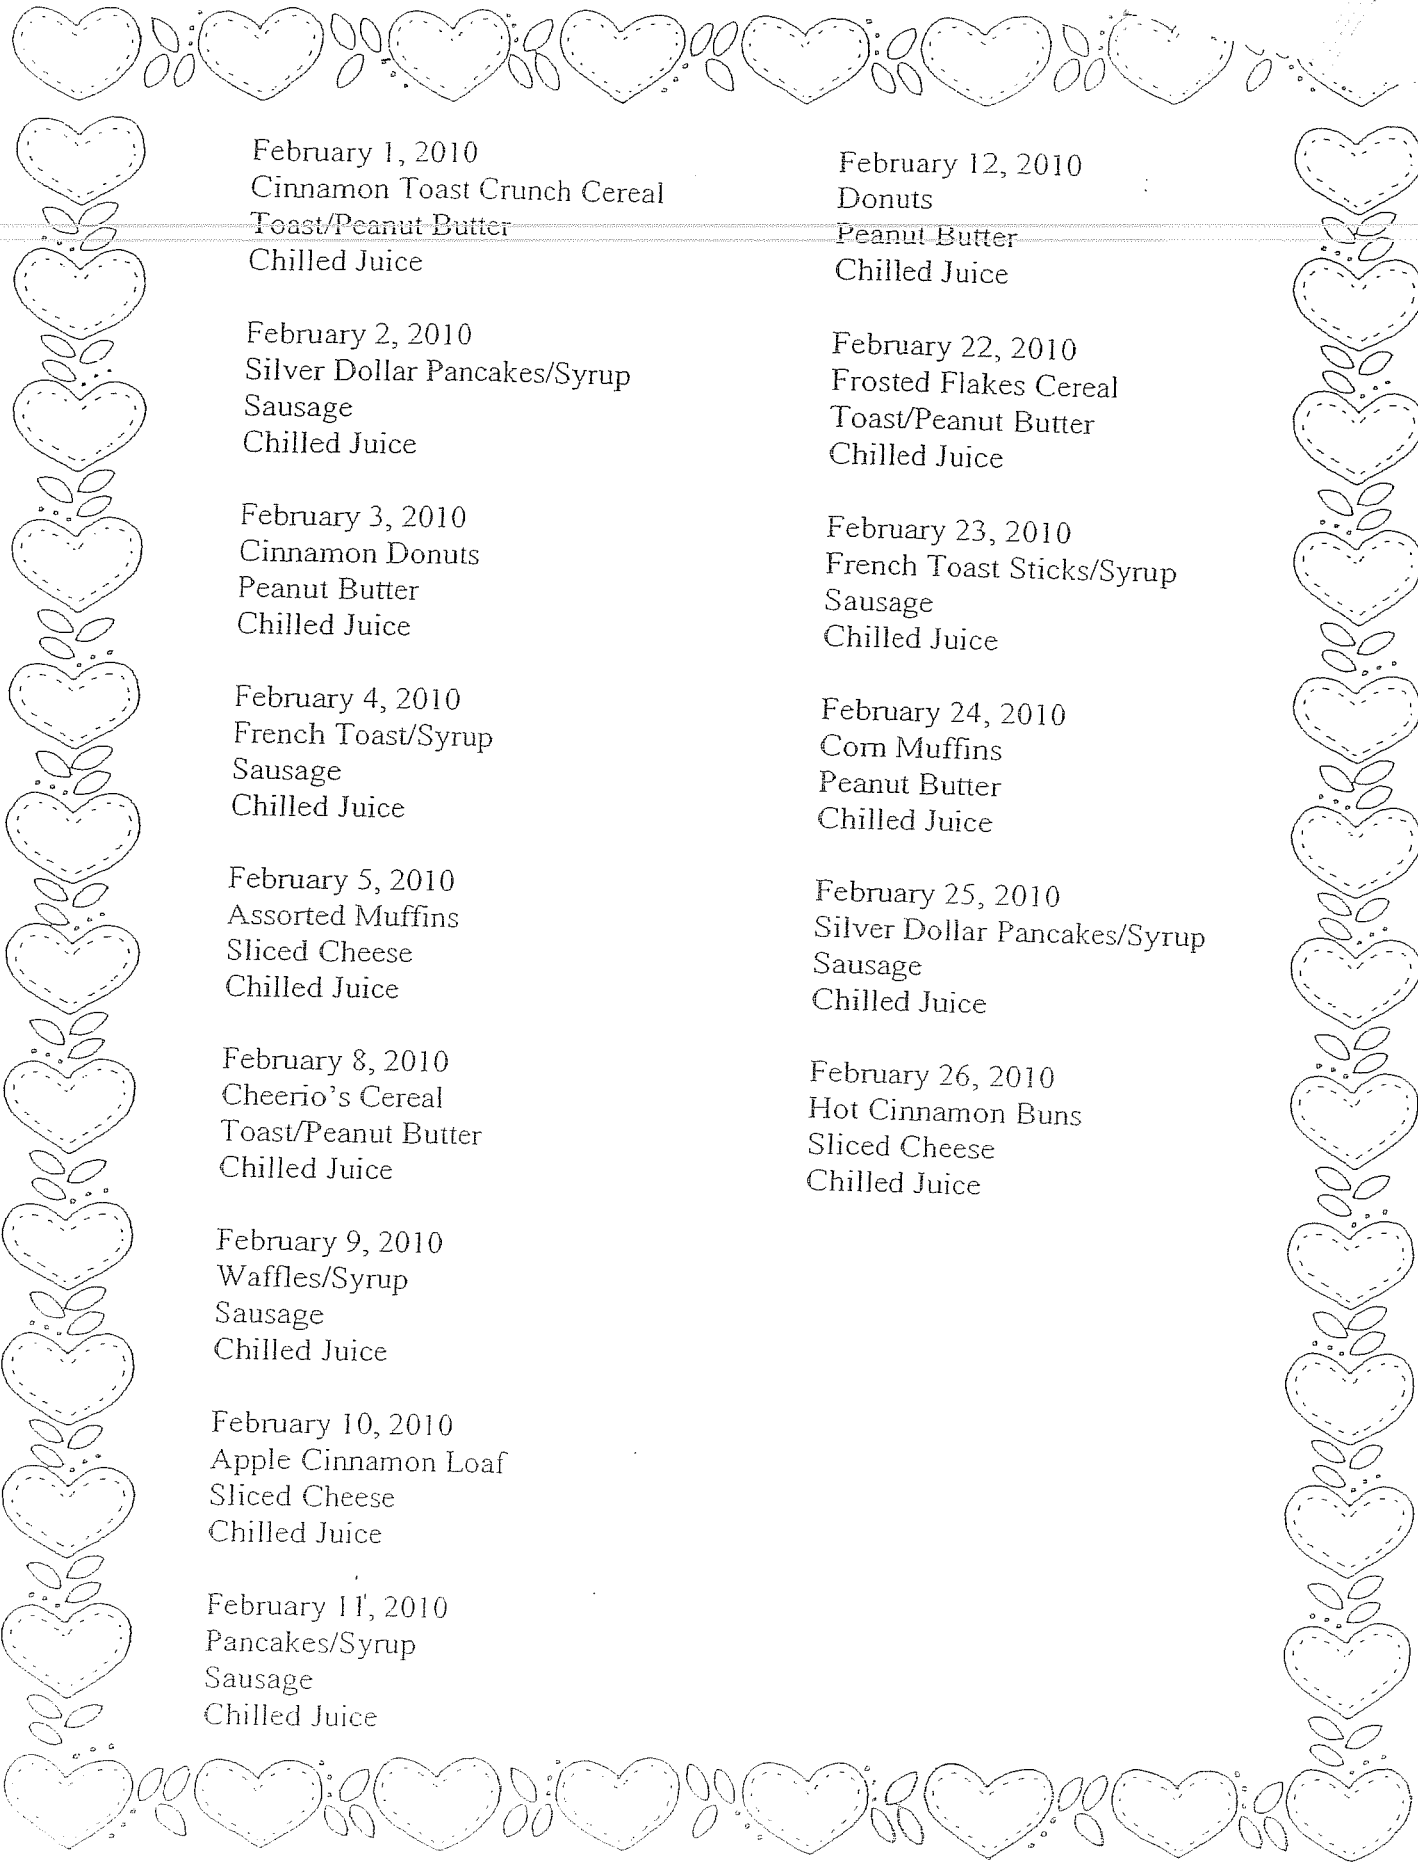 February 1, 2010
Cinnamon Toast Crunch Cereal
Toast/Peanut Butter
Chilled Juice
February 2, 2010
Silver Dollar Pancakes/Syrup
Sausage
Chilled Juice
February 3, 2010
Cinnamon Donuts
Peanut Butter
Chilled Juice
February 4, 2010
French Toast/Syrup
Sausage
Chilled Juice
February 5, 2010
Assorted Muffins
Sliced Cheese
Chilled Juice
February 8, 2010
Cheerio's Cereal
Toast/Peanut Butter
Chilled Juice
February 9, 2010
Waffles/Syrup
Sausage
Chilled Juice
February 10, 2010
Apple Cinnamon Loaf
Sliced Cheese
Chilled Juice
February 11, 2010
Pancakes/Syrup
Sausage
Chilled Juice
February 12, 2010
Donuts
Peanut Butter
Chilled Juice
February 22, 2010
Frosted Flakes Cereal
Toast/Peanut Butter
Chilled Juice
February 23, 2010
French Toast Sticks/Syrup
Sausage
Chilled Juice
February 24, 2010
Corn Muffins
Peanut Butter
Chilled Juice
February 25, 2010
Silver Dollar Pancakes/Syrup
Sausage
Chilled Juice
February 26, 2010
Hot Cinnamon Buns
Sliced Cheese
Chilled Juice